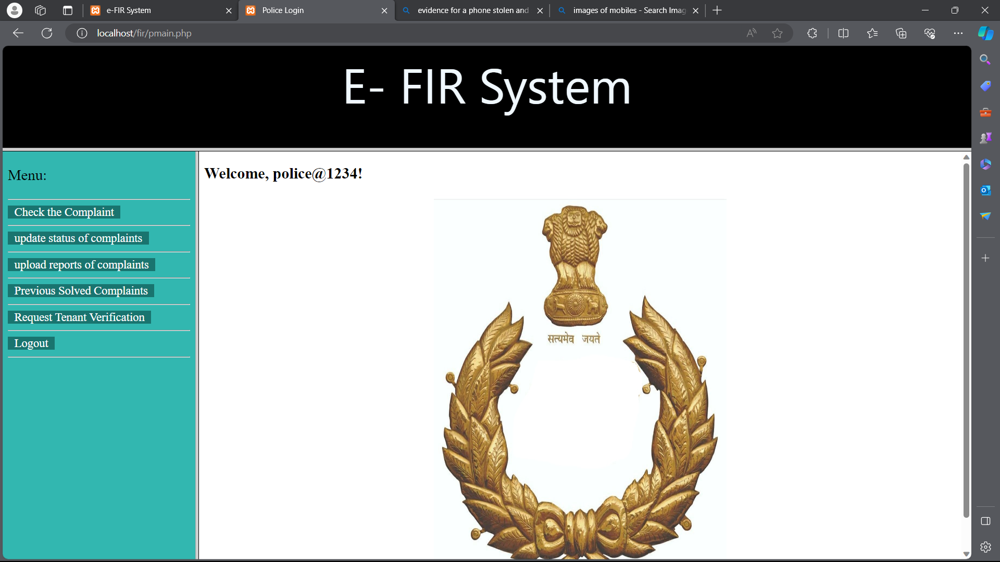 e-FIR System
Police Login
evidence for a phone stolen and
images of mobiles - Search Imag
localhost/fir/pmain.php
E- FIR System
Menu:
Check the Complaint
update status of complaints
upload reports of complaints
Previous Solved Complaints
Request Tenant Verification
Logout
Welcome, police@1234!
सत्यमेव जयते